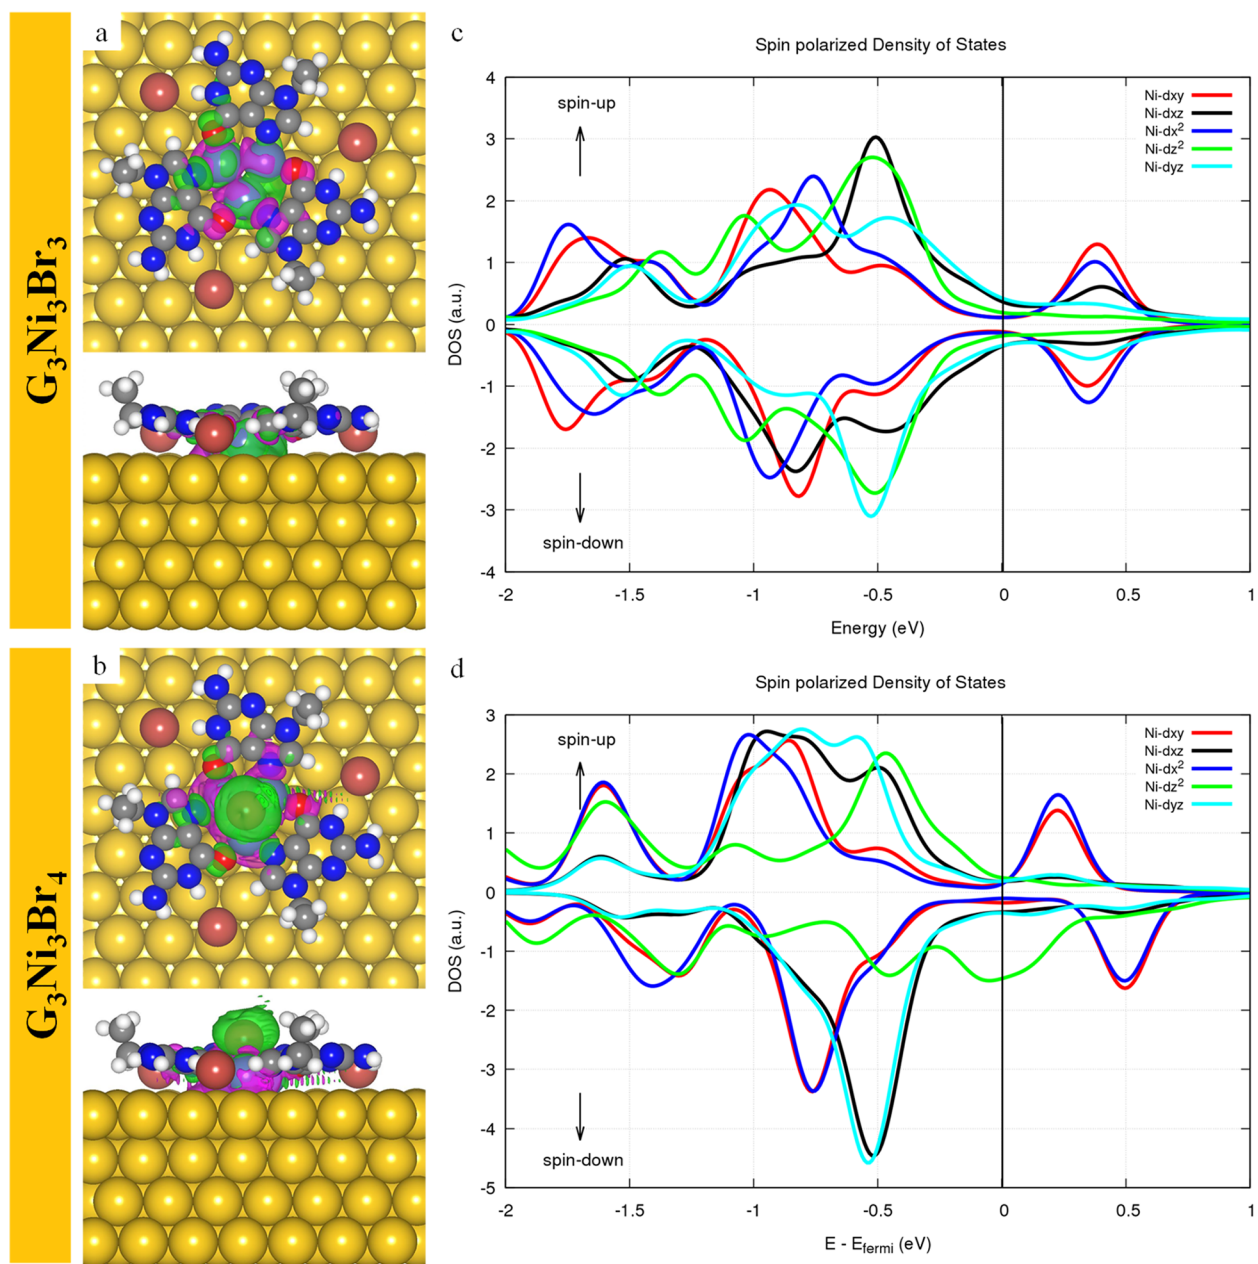 G₃Ni₃Br₃
a
c
Spin polarized Density of States
4
3
2
1
0
-1
-2
-3
-4
DOS (a.u.)
spin-up
spin-down
Ni-dxy
Ni-dxz
Ni-dx²
Ni-dz²
Ni-dyz
-2 -1.5 -1 -0.5 0 0.5 1
Energy (eV)
G₃Ni₃Br₄
b
d
Spin polarized Density of States
3
2
1
0
-1
-2
-3
-4
-5
DOS (a.u.)
spin-up
spin-down
Ni-dxy
Ni-dxz
Ni-dx²
Ni-dz²
Ni-dyz
-2 -1.5 -1 -0.5 0 0.5 1
E - E_fermi (eV)